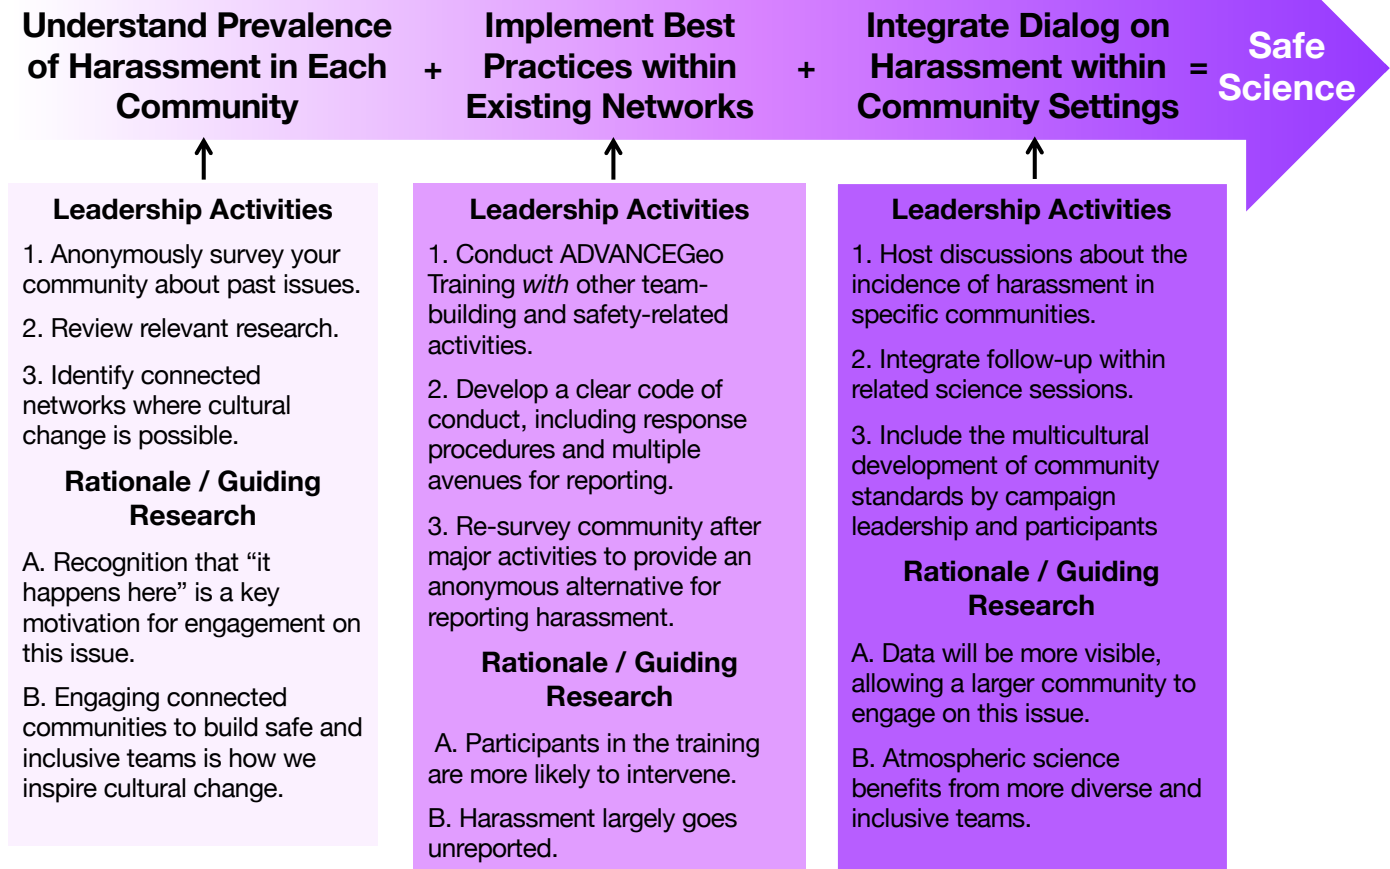 Understand Prevalence
of Harassment in Each
Community
+
Implement Best
Practices within
Existing Networks
+
Integrate Dialog on
Harassment within
Community Settings
=
Safe
Science
Leadership Activities
1. Anonymously survey your
community about past issues.
2. Review relevant research.
3. Identify connected
networks where cultural
change is possible.
Rationale / Guiding
Research
A. Recognition that “it
happens here” is a key
motivation for engagement on
this issue.
B. Engaging connected
communities to build safe and
inclusive teams is how we
inspire cultural change.
Leadership Activities
1. Conduct ADVANCEGeo
Training with other team-
building and safety-related
activities.
2. Develop a clear code of
conduct, including response
procedures and multiple
avenues for reporting.
3. Re-survey community after
major activities to provide an
anonymous alternative for
reporting harassment.
Rationale / Guiding
Research
A. Participants in the training
are more likely to intervene.
B. Harassment largely goes
unreported.
Leadership Activities
1. Host discussions about the
incidence of harassment in
specific communities.
2. Integrate follow-up within
related science sessions.
3. Include the multicultural
development of community
standards by campaign
leadership and participants
Rationale / Guiding
Research
A. Data will be more visible,
allowing a larger community to
engage on this issue.
B. Atmospheric science
benefits from more diverse and
inclusive teams.